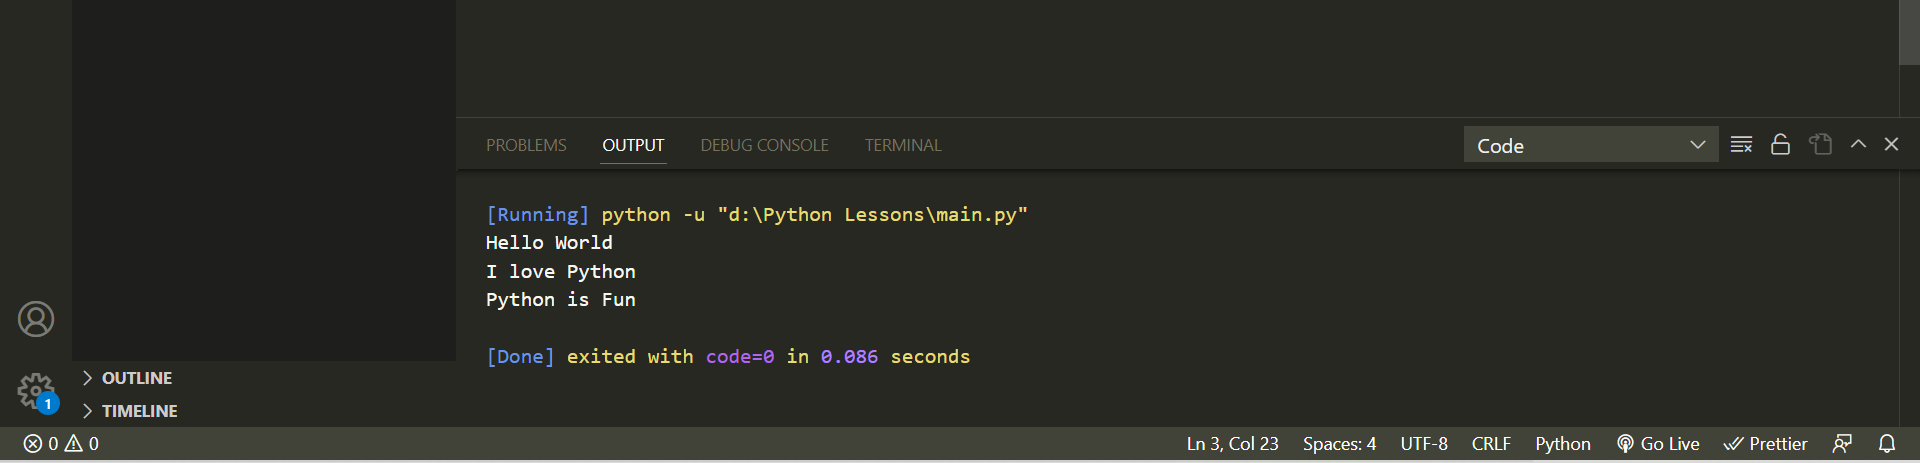 PROBLEMS OUTPUT DEBUG CONSOLE TERMINAL Code
[Running] python -u "d:\Python Lessons\main.py"
Hello World
I love Python
Python is Fun
[Done] exited with code=0 in 0.086 seconds
OUTLINE
1
TIMELINE
0 0 Ln 3, Col 23 Spaces: 4 UTF-8 CRLF Python Go Live Prettier